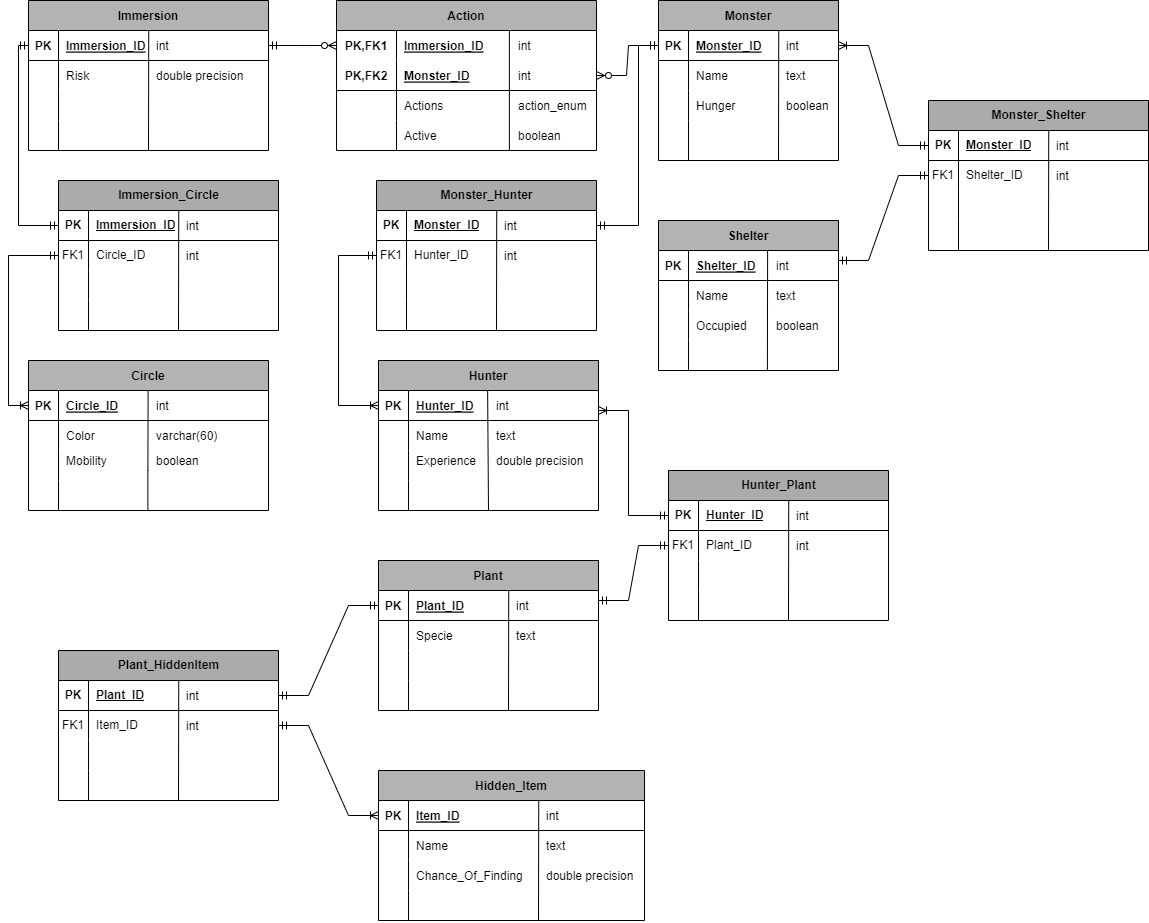 Immersion
PK Immersion_ID int
Risk double precision
Action
PK,FK1 Immersion_ID int
PK,FK2 Monster_ID int
Actions action_enum
Active boolean
Monster
PK Monster_ID int
Name text
Hunger boolean
Monster_Shelter
PK Monster_ID int
FK1 Shelter_ID int
Immersion_Circle
PK Immersion_ID int
FK1 Circle_ID int
Monster_Hunter
PK Monster_ID int
FK1 Hunter_ID int
Shelter
PK Shelter_ID int
Name text
Occupied boolean
Circle
PK Circle_ID int
Color varchar(60)
Mobility boolean
Hunter
PK Hunter_ID int
Name text
Experience double precision
Hunter_Plant
PK Hunter_ID int
FK1 Plant_ID int
Plant
PK Plant_ID int
Specie text
Plant_HiddenItem
PK Plant_ID int
FK1 Item_ID int
Hidden_Item
PK Item_ID int
Name text
Chance_Of_Finding double precision